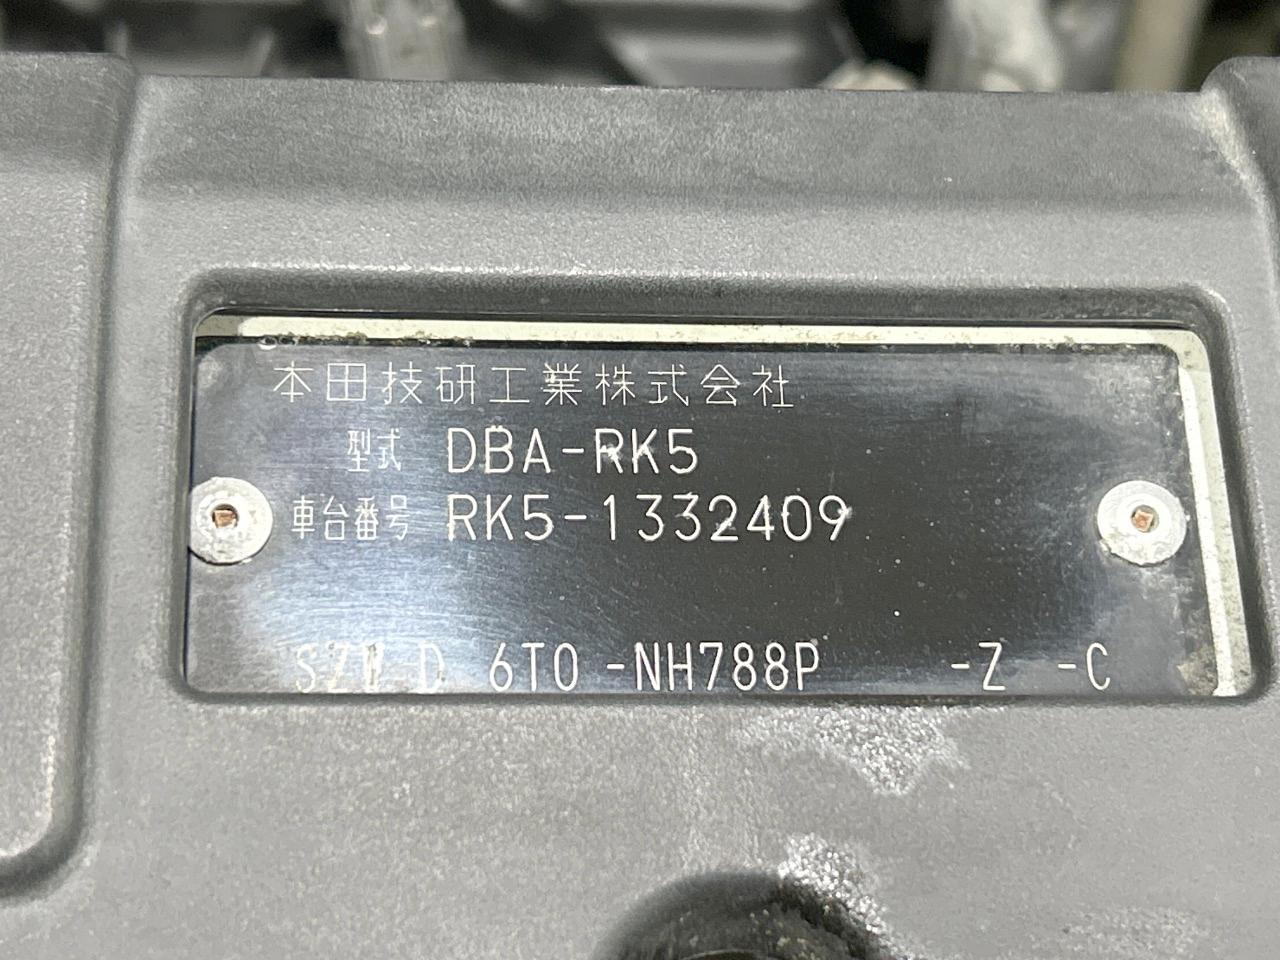 本田技研工業株式会社
型式 DBA-RK5
車台番号 RK5-1332409
SZW D 6T0 -NH788P -Z -C